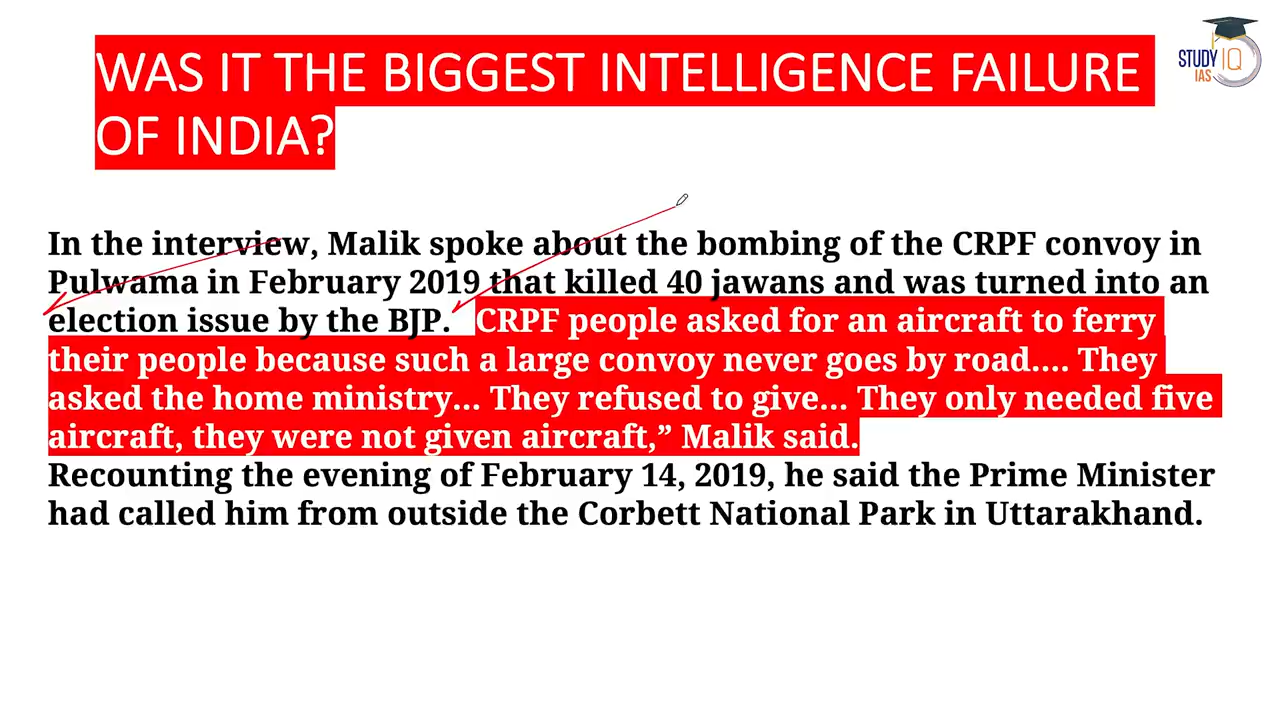 WAS IT THE BIGGEST INTELLIGENCE FAILURE
OF INDIA?
STUDY IQ
IAS
In the interview, Malik spoke about the bombing of the CRPF convoy in
Pulwama in February 2019 that killed 40 jawans and was turned into an
election issue by the BJP. CRPF people asked for an aircraft to ferry
their people because such a large convoy never goes by road.... They
asked the home ministry... They refused to give... They only needed five
aircraft, they were not given aircraft,” Malik said.
Recounting the evening of February 14, 2019, he said the Prime Minister
had called him from outside the Corbett National Park in Uttarakhand.